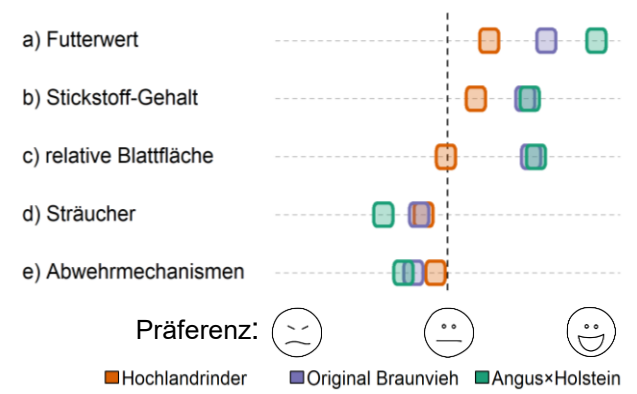 a) Futterwert
b) Stickstoff-Gehalt
c) relative Blattfläche
d) Sträucher
e) Abwehrmechanismen
Präferenz:
Hochlandrinder Original Braunvieh Angus×Holstein